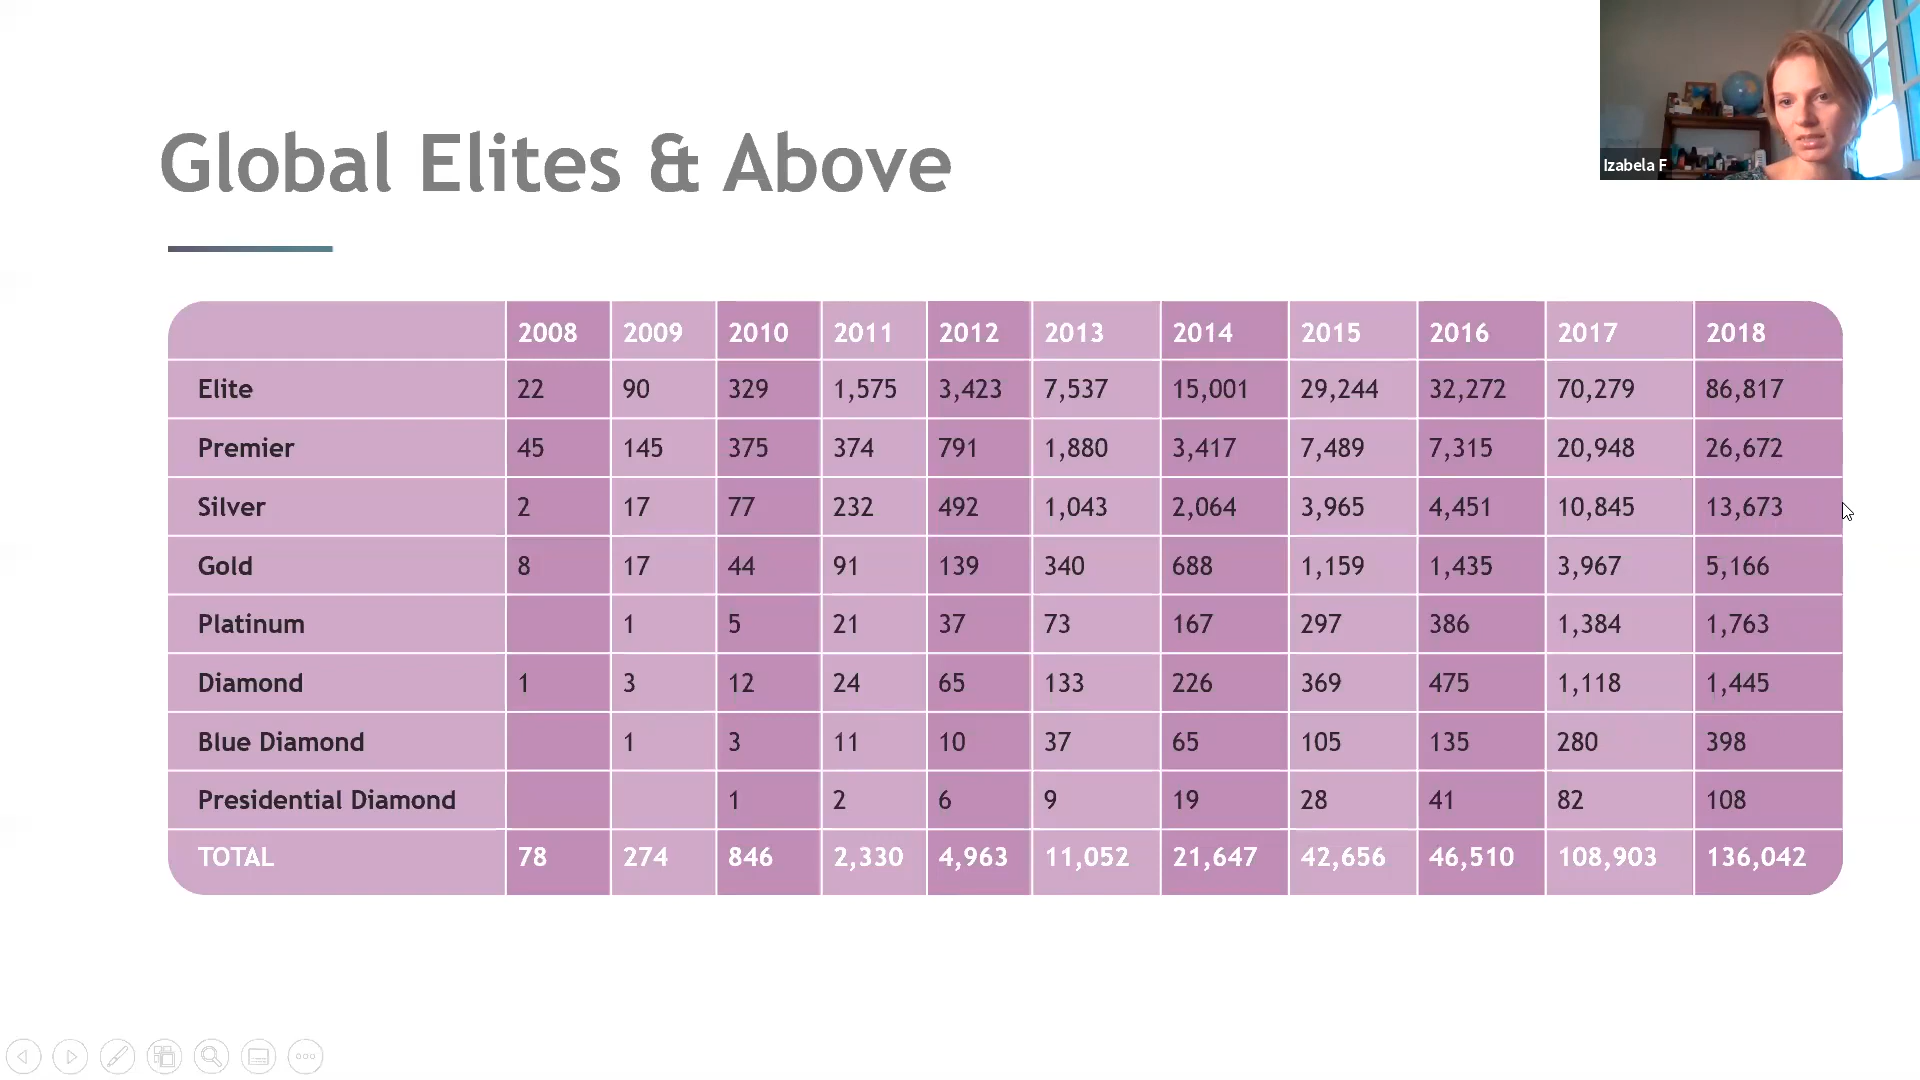 Global Elites & Above
Izabela F
2008 2009 2010 2011 2012 2013 2014 2015 2016 2017 2018
Elite 22 90 329 1,575 3,423 7,537 15,001 29,244 32,272 70,279 86,817
Premier 45 145 375 374 791 1,880 3,417 7,489 7,315 20,948 26,672
Silver 2 17 77 232 492 1,043 2,064 3,965 4,451 10,845 13,673
Gold 8 17 44 91 139 340 688 1,159 1,435 3,967 5,166
Platinum 1 5 21 37 73 167 297 386 1,384 1,763
Diamond 1 3 12 24 65 133 226 369 475 1,118 1,445
Blue Diamond 1 3 11 10 37 65 105 135 280 398
Presidential Diamond 1 2 6 9 19 28 41 82 108
TOTAL 78 274 846 2,330 4,963 11,052 21,647 42,656 46,510 108,903 136,042